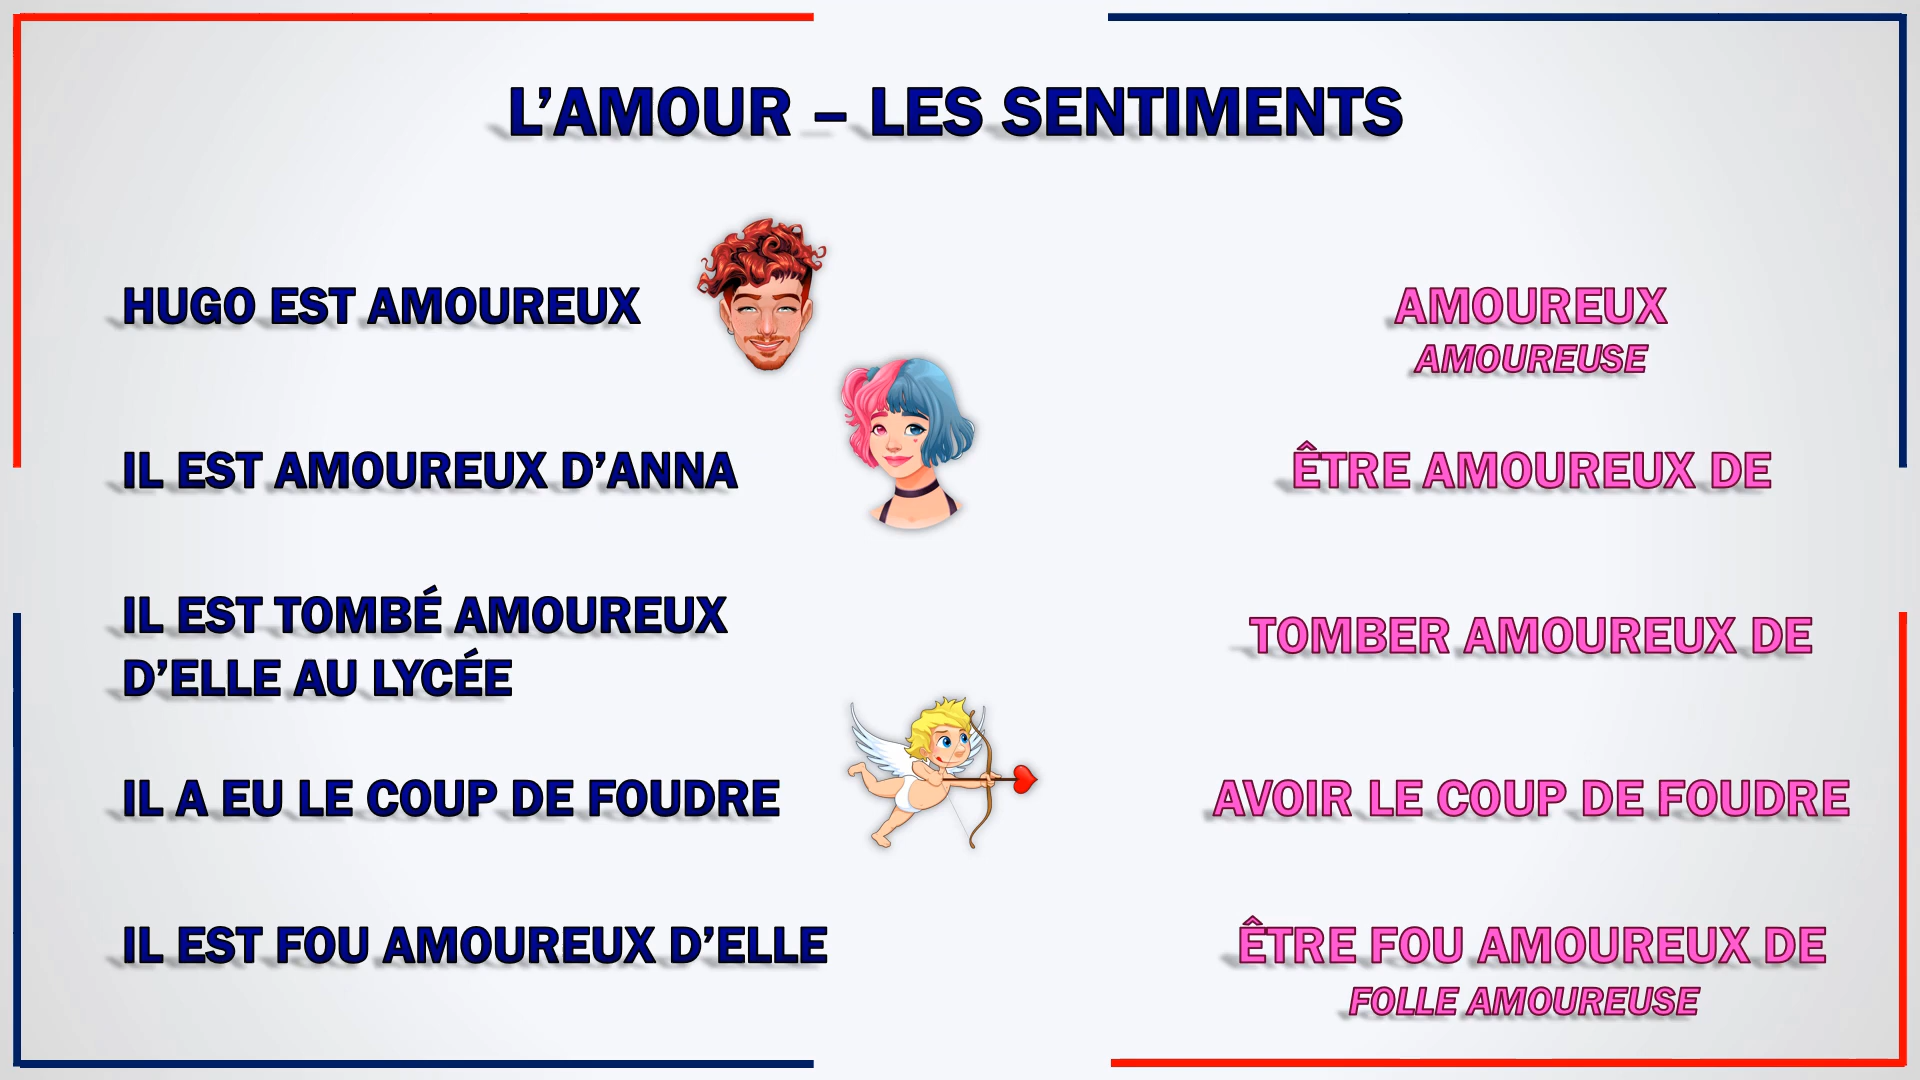 L’AMOUR – LES SENTIMENTS
HUGO EST AMOUREUX
AMOUREUX
AMOUREUSE
IL EST AMOUREUX D’ANNA
ÊTRE AMOUREUX DE
IL EST TOMBÉ AMOUREUX
D’ELLE AU LYCÉE
TOMBER AMOUREUX DE
IL A EU LE COUP DE FOUDRE
AVOIR LE COUP DE FOUDRE
IL EST FOU AMOUREUX D’ELLE
ÊTRE FOU AMOUREUX DE
FOLLE AMOUREUSE